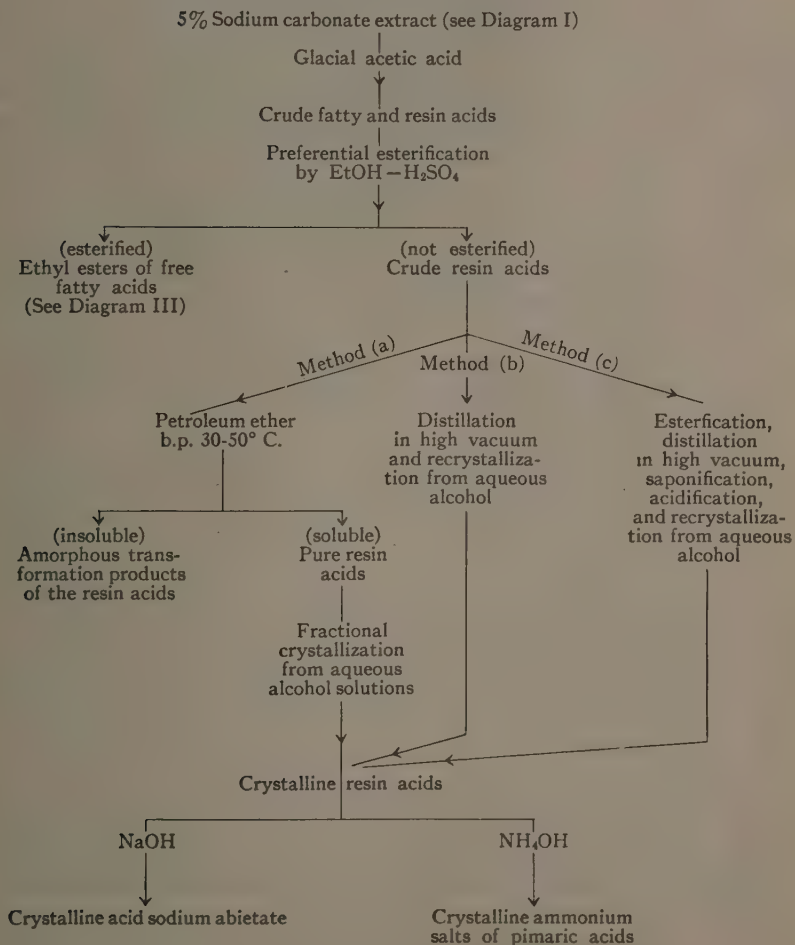 5% Sodium carbonate extract (see Diagram I)
Glacial acetic acid
Crude fatty and resin acids
Preferential esterification
by EtOH—H₂SO₄
(esterified)
Ethyl esters of free
fatty acids
(See Diagram III)
(not esterified)
Crude resin acids
Method (a)
Method (b)
Method (c)
Petroleum ether
b.p. 30-50° C.
Distillation
in high vacuum
and recrystalliza-
tion from aqueous
alcohol
Esterfication,
distillation
in high vacuum,
saponification,
acidification,
and recrystalliza-
tion from aqueous
alcohol
(insoluble)
Amorphous trans-
formation products
of the resin acids
(soluble)
Pure resin
acids
Fractional
crystallization
from aqueous
alcohol solutions
Crystalline resin acids
NaOH
NH₄OH
Crystalline acid sodium abietate
Crystalline ammonium
salts of pimaric acids